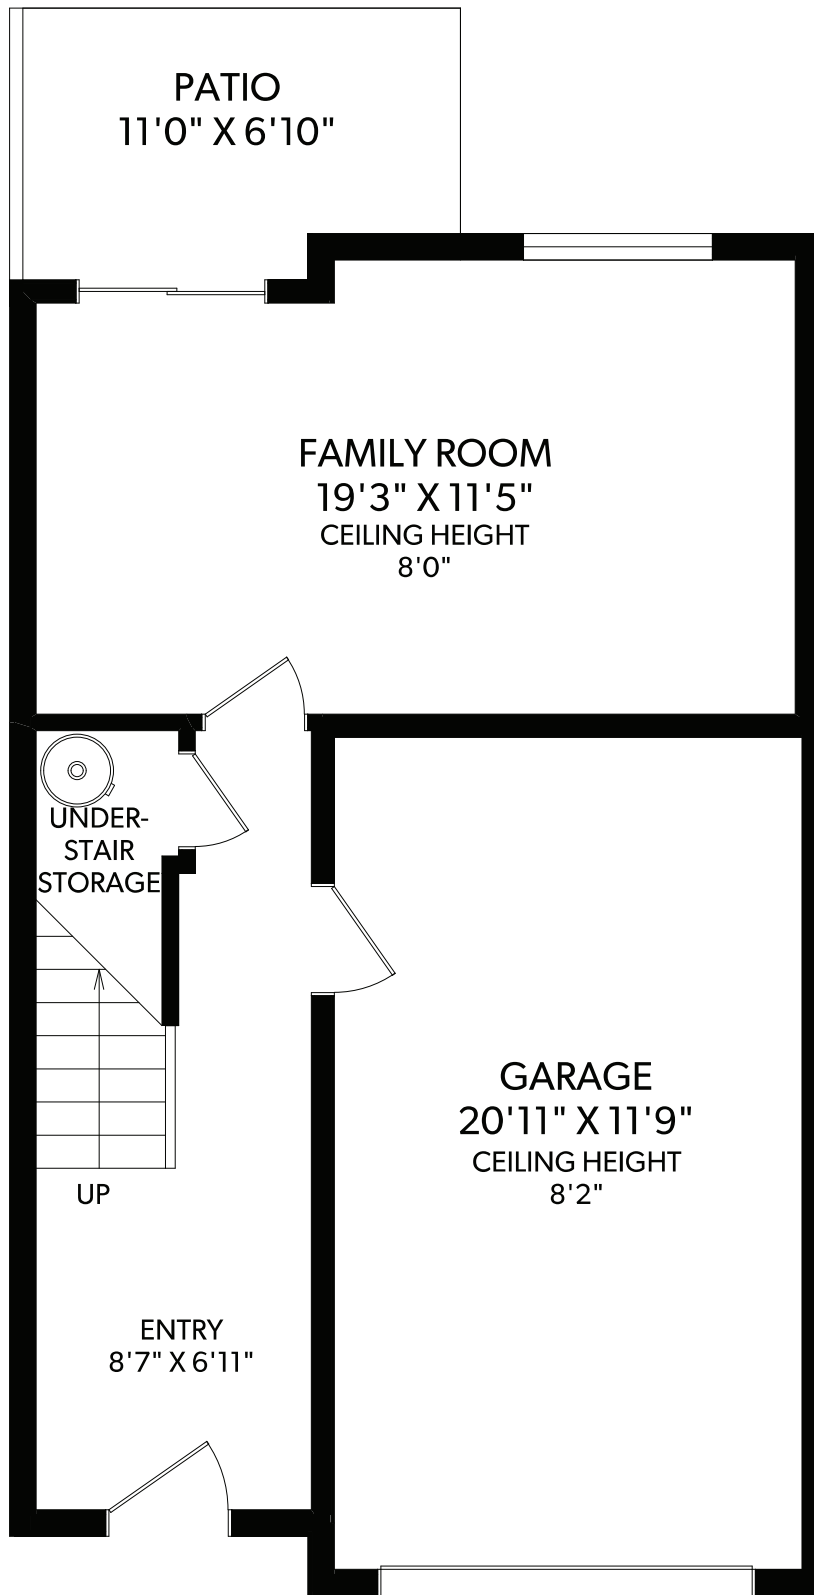 PATIO
11'0" X 6'10"
FAMILY ROOM
19'3" X 11'5"
CEILING HEIGHT
8'0"
UNDER-
STAIR
STORAGE
GARAGE
20'11" X 11'9"
CEILING HEIGHT
8'2"
UP
ENTRY
8'7" X 6'11"